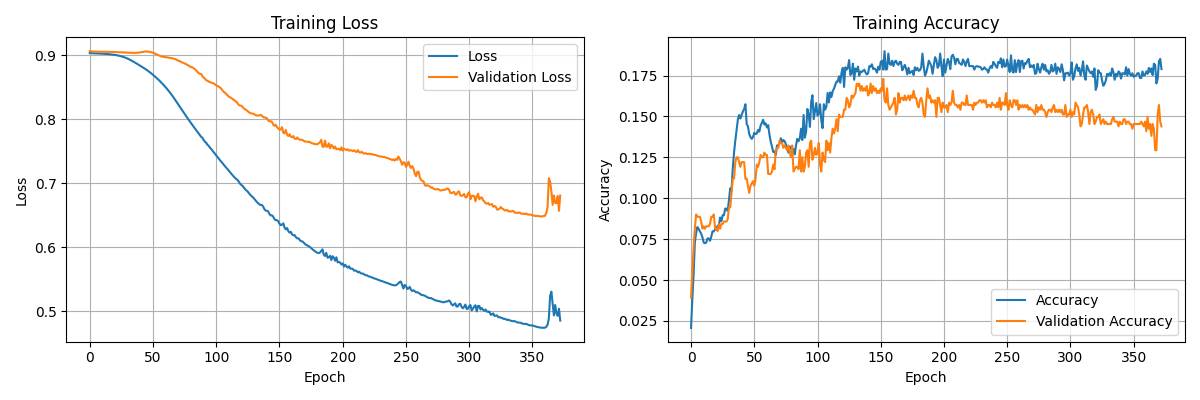 Training Loss
0.9
0.8
0.7
0.6
0.5
Loss
Loss
Validation Loss
0 50 100 150 200 250 300 350
Epoch
Training Accuracy
0.175
0.150
0.125
0.100
0.075
0.050
0.025
Accuracy
Accuracy
Validation Accuracy
0 50 100 150 200 250 300 350
Epoch